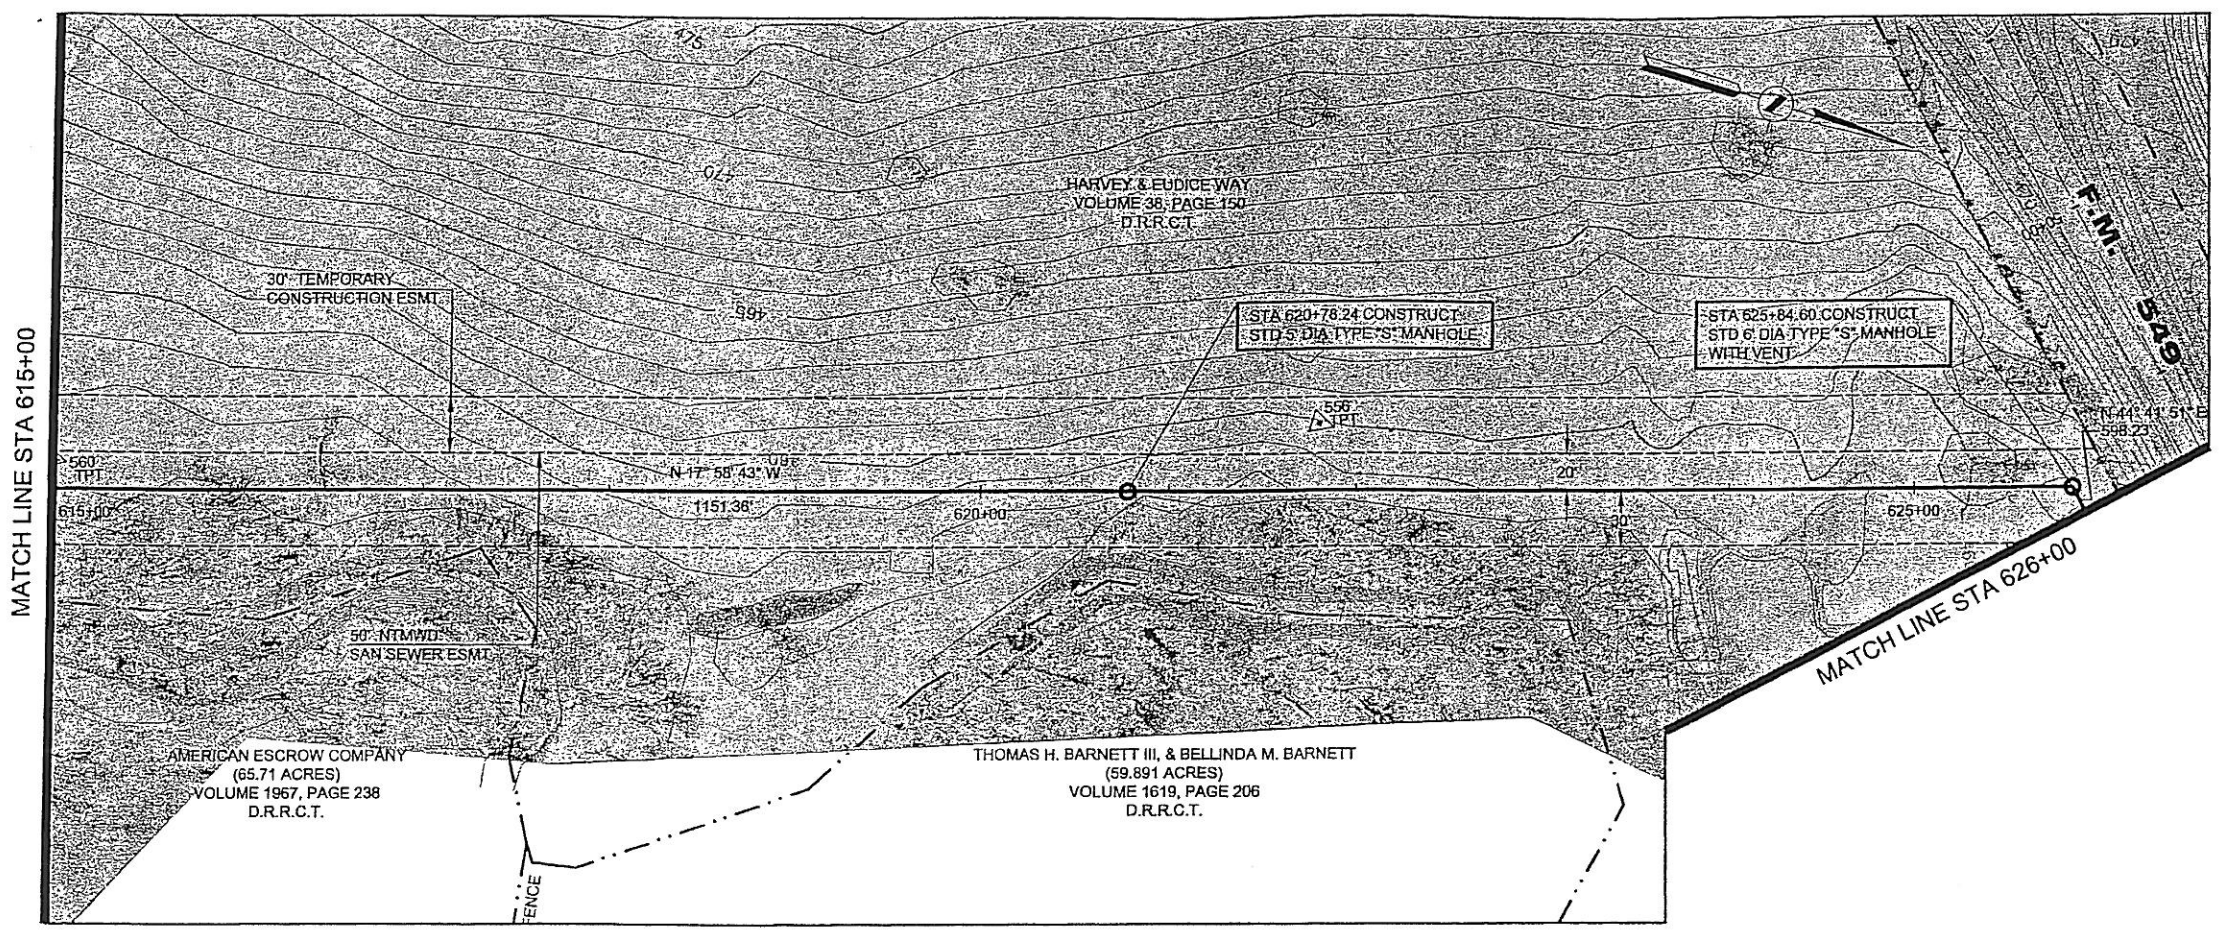 475
470
470
HARVEY & EUDICE WAY
VOLUME 38, PAGE 150
D.R.R.C.T.
F.M. 549
30' TEMPORARY
CONSTRUCTION ESMT.
465
STA 620+78.24 CONSTRUCT
STD 5' DIA TYPE "S" MANHOLE
STA 625+84.60 CONSTRUCT
STD 6' DIA TYPE "S" MANHOLE
WITH VENT
MATCH LINE STA 615+00
556
TPT
N 44° 41' 51" E
598.23'
560
TPT
N 17° 58' 43" W
20'
1151.36'
615+00
620+00
30'
625+00
MATCH LINE STA 626+00
50' NTMWD
SAN SEWER ESMT.
AMERICAN ESCROW COMPANY
(65.71 ACRES)
VOLUME 1967, PAGE 238
D.R.R.C.T.
THOMAS H. BARNETT III, & BELLINDA M. BARNETT
(59.891 ACRES)
VOLUME 1619, PAGE 206
D.R.R.C.T.
FENCE